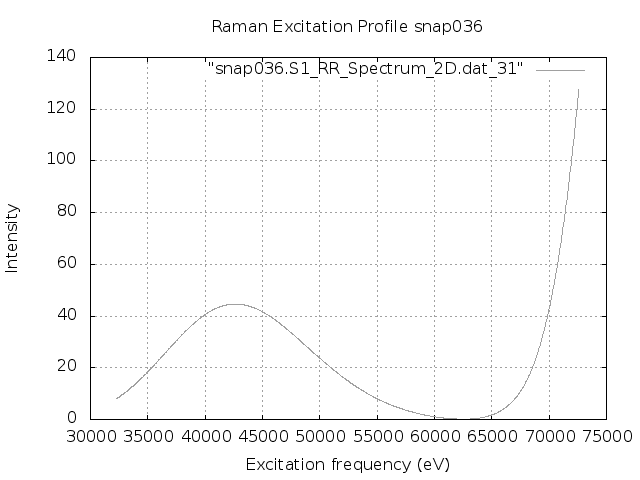 Raman Excitation Profile snap036
"snap036.S1_RR_Spectrum_2D.dat_31"
140
120
100
80
60
40
20
0
Intensity
30000 35000 40000 45000 50000 55000 60000 65000 70000 75000
Excitation frequency (eV)